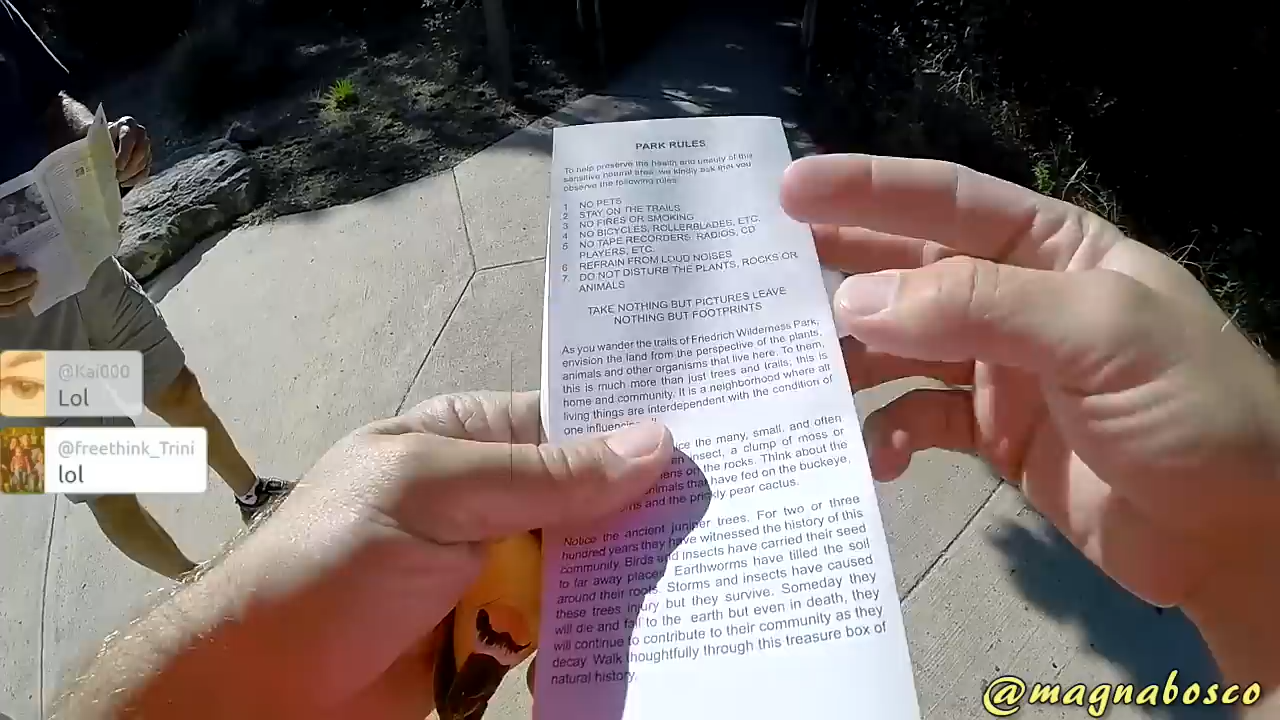 PARK RULES
To help preserve the health and beauty of this
sensitive natural area, we kindly ask that you
observe the following rules:
1 NO PETS
2 STAY ON THE TRAILS
3 NO FIRES OR SMOKING
4 NO BICYCLES, ROLLERBLADES, ETC.
5 NO TAPE RECORDERS, RADIOS, CD
PLAYERS, ETC.
6 REFRAIN FROM LOUD NOISES
7. DO NOT DISTURB THE PLANTS, ROCKS OR
ANIMALS
TAKE NOTHING BUT PICTURES LEAVE
NOTHING BUT FOOTPRINTS
As you wander the trails of Friedrich Wilderness Park,
envision the land from the perspective of the plants,
animals and other organisms that live here. To them,
this is much more than just trees and trails; this is
home and community. It is a neighborhood where all
living things are interdependent with the condition of
one
the many, small, and often
an insect, a clump of moss or
on the rocks. Think about the
animals that have fed on the buckeye,
and the prickly pear cactus.
Notice the ancient juniper trees. For two or three
hundred years they have witnessed the history of this
community. Birds and insects have carried their seed
to far away places. Earthworms have tilled the soil
around their roots. Storms and insects have caused
these trees injury but they survive. Someday they
will die and fall to the earth but even in death, they
will continue to contribute to their community as they
decay. Walk thoughtfully through this treasure box of
natural history.
@Kai000
Lol
@freethink_Trini
lol
@magnabosco